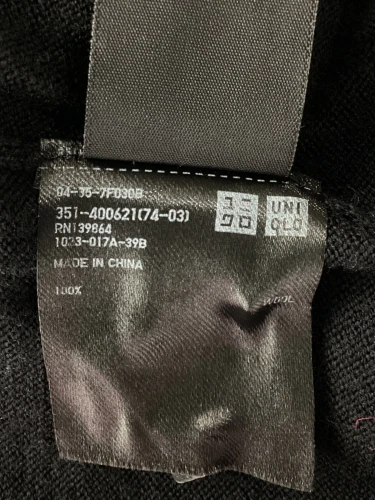 04-35-7F030B
351-400621(74-03)
RN139864
1023-017A-39B
MADE IN CHINA
100% WOOL
ユニ
クロ
UNI
QLO